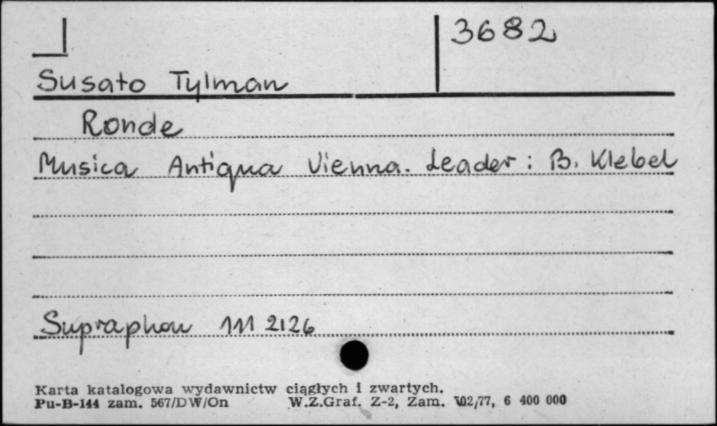 3682
Susato Tylman
Ronde
Musica Antiqua Vienna. Leader: B. Klebel
Supraphon 111 2126
Karta katalogowa wydawnictw ciągłych i zwartych.
Pu-B-144 zam. 567/DW/On W.Z.Graf. Z-2, Zam. 102/77, 6 400 000